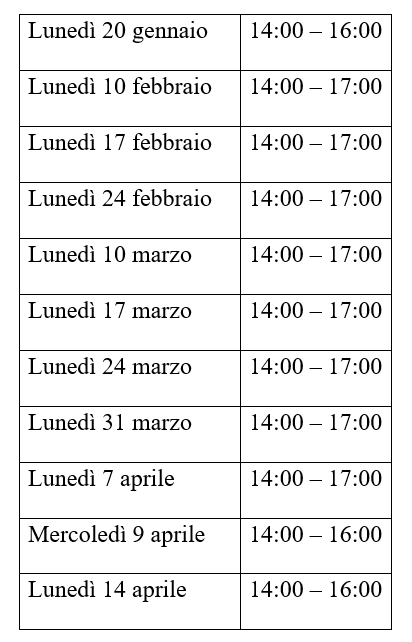 Lunedì 20 gennaio 14:00 – 16:00
Lunedì 10 febbraio 14:00 – 17:00
Lunedì 17 febbraio 14:00 – 17:00
Lunedì 24 febbraio 14:00 – 17:00
Lunedì 10 marzo 14:00 – 17:00
Lunedì 17 marzo 14:00 – 17:00
Lunedì 24 marzo 14:00 – 17:00
Lunedì 31 marzo 14:00 – 17:00
Lunedì 7 aprile 14:00 – 17:00
Mercoledì 9 aprile 14:00 – 16:00
Lunedì 14 aprile 14:00 – 16:00